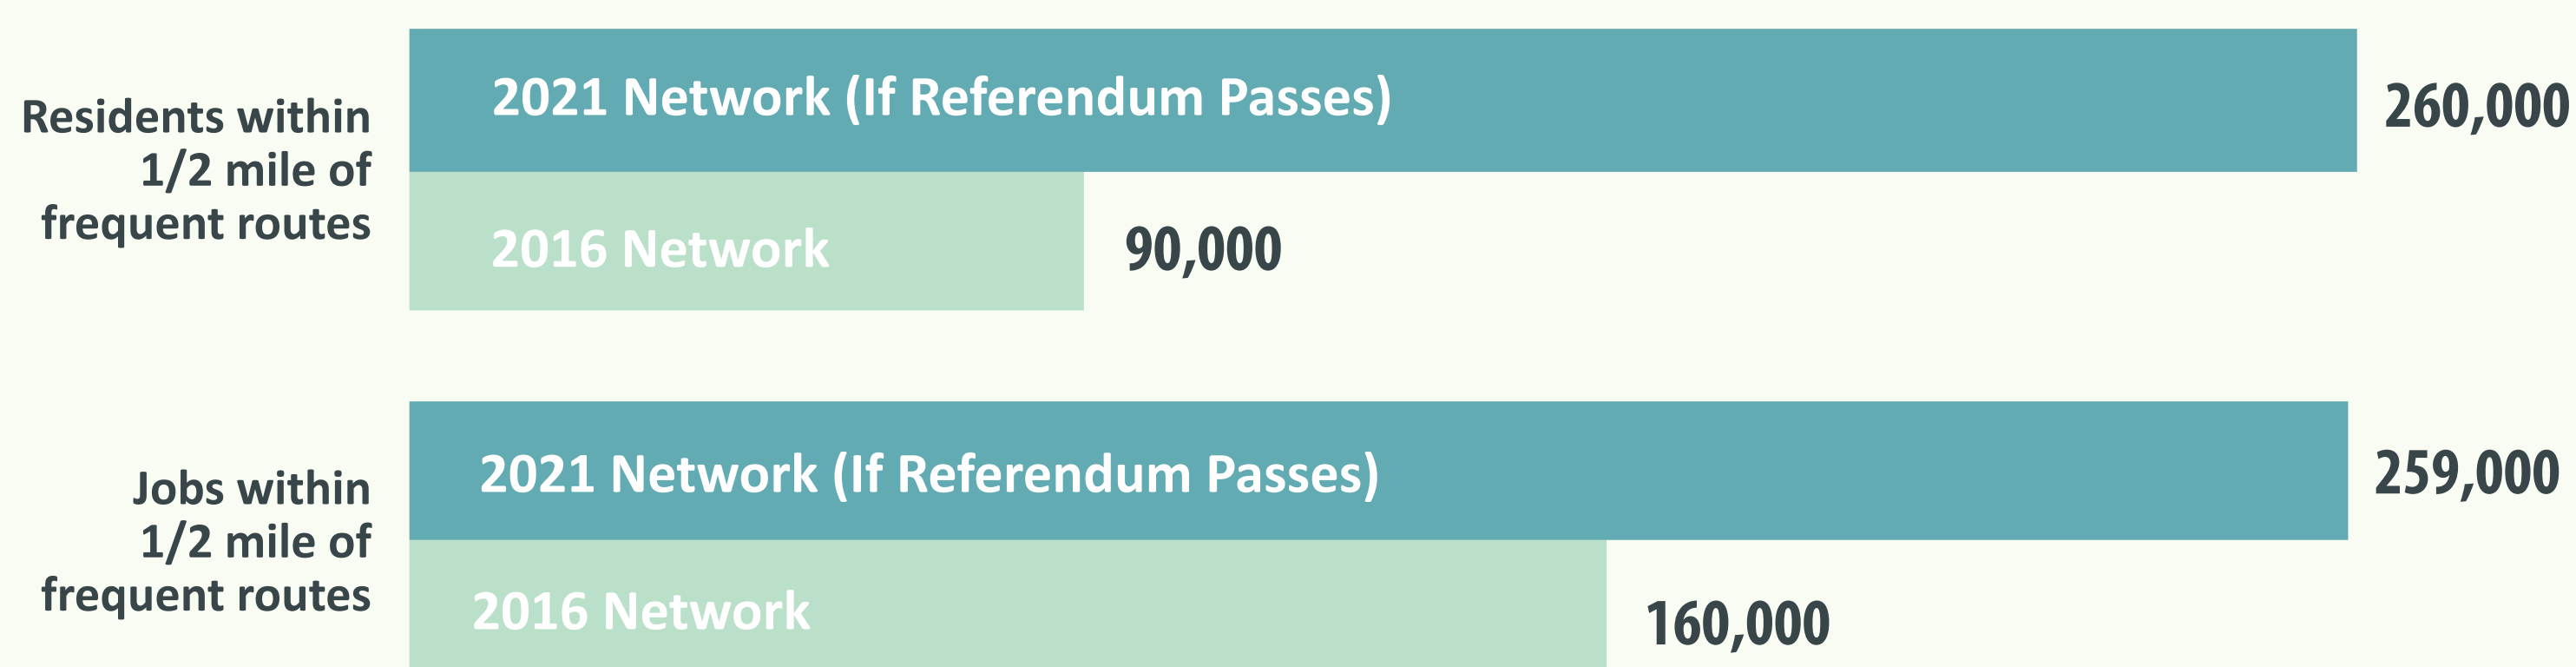 Residents within
1/2 mile of
frequent routes
2021 Network (If Referendum Passes)
260,000
2016 Network
90,000
Jobs within
1/2 mile of
frequent routes
2021 Network (If Referendum Passes)
259,000
2016 Network
160,000